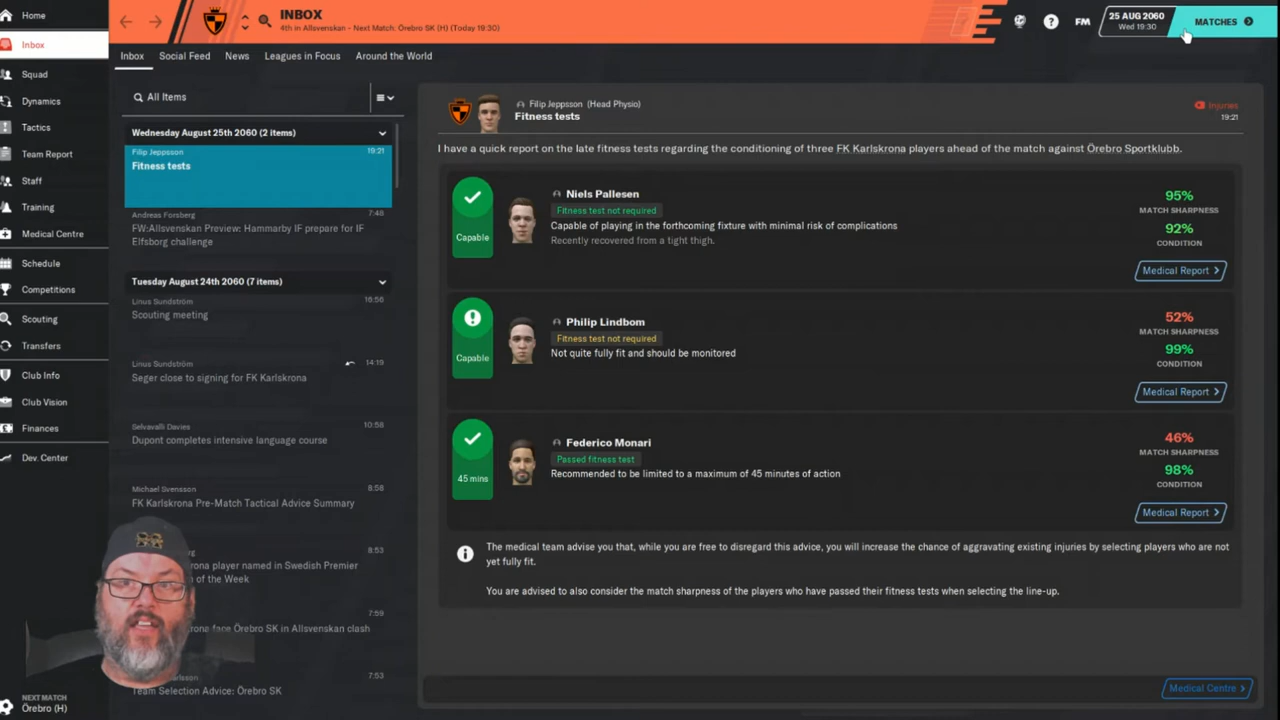 Home
Inbox
Squad
Dynamics
Tactics
Team Report
Staff
Training
Medical Centre
Schedule
Competitions
Scouting
Transfers
Club Info
Club Vision
Finances
Dev. Center
NEXT MATCH
Örebro (H)
INBOX
4th in Allsvenskan - Next Match: Örebro SK (H) (Today 19:30)
FM
25 AUG 2060
Wed 19:30
MATCHES
Inbox
Social Feed
News
Leagues in Focus
Around the World
All Items
Wednesday August 25th 2060 (2 items)
Filip Jeppsson
19:21
Fitness tests
Andreas Forsberg
7:48
FW:Allsvenskan Preview: Hammarby IF prepare for IF
Elfsborg challenge
Tuesday August 24th 2060 (7 items)
Linus Sundström
16:56
Scouting meeting
Linus Sundström
14:19
Seger close to signing for FK Karlskrona
Selvavalli Davies
10:58
Dupont completes intensive language course
Michael Svensson
8:58
FK Karlskrona Pre-Match Tactical Advice Summary
8:53
rona player named in Swedish Premier
of the Week
7:59
rona face Örebro SK in Allsvenskan clash
7:53
Team Selection Advice: Örebro SK
Filip Jeppsson (Head Physio)
Fitness tests
Injuries
19:21
I have a quick report on the late fitness tests regarding the conditioning of three FK Karlskrona players ahead of the match against Örebro Sportklubb.
Capable
Niels Pallesen
Fitness test not required
Capable of playing in the forthcoming fixture with minimal risk of complications
Recently recovered from a tight thigh.
95%
MATCH SHARPNESS
92%
CONDITION
Medical Report
Capable
Philip Lindbom
Fitness test not required
Not quite fully fit and should be monitored
52%
MATCH SHARPNESS
99%
CONDITION
Medical Report
45 mins
Federico Monari
Passed fitness test
Recommended to be limited to a maximum of 45 minutes of action
46%
MATCH SHARPNESS
98%
CONDITION
Medical Report
The medical team advise you that, while you are free to disregard this advice, you will increase the chance of aggravating existing injuries by selecting players who are not
yet fully fit.
You are advised to also consider the match sharpness of the players who have passed their fitness tests when selecting the line-up.
Medical Centre